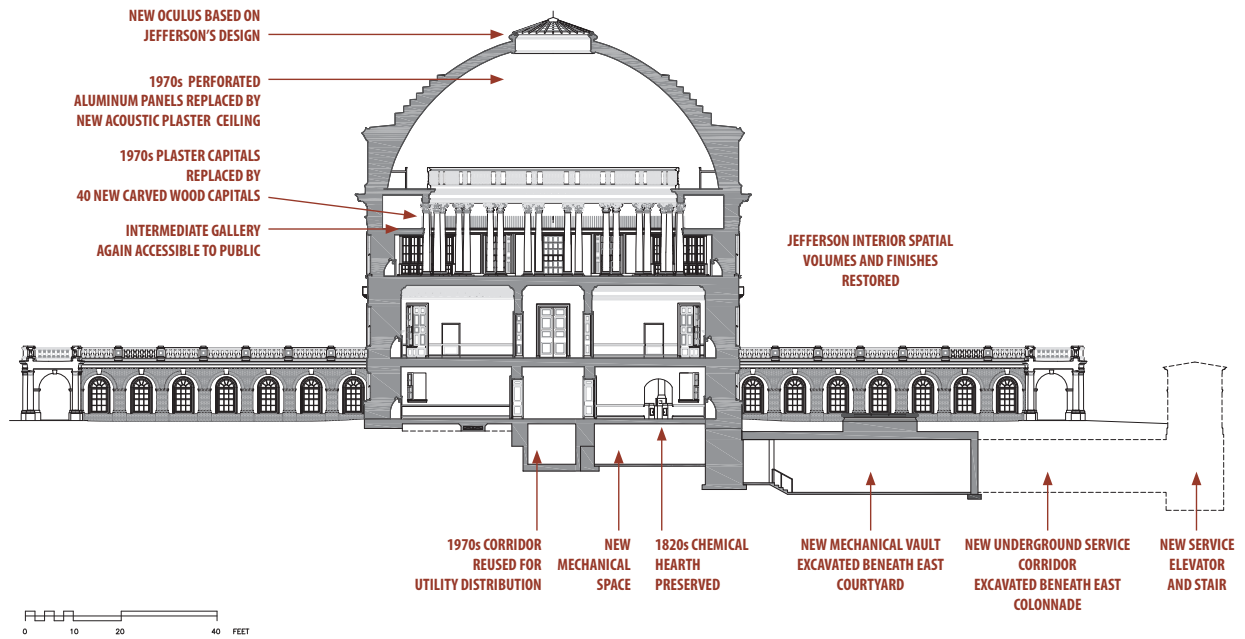 NEW OCULUS BASED ON
JEFFERSON'S DESIGN
1970s PERFORATED
ALUMINUM PANELS REPLACED BY
NEW ACOUSTIC PLASTER CEILING
1970s PLASTER CAPITALS
REPLACED BY
40 NEW CARVED WOOD CAPITALS
INTERMEDIATE GALLERY
AGAIN ACCESSIBLE TO PUBLIC
JEFFERSON INTERIOR SPATIAL
VOLUMES AND FINISHES
RESTORED
1970s CORRIDOR
REUSED FOR
UTILITY DISTRIBUTION
NEW
MECHANICAL
SPACE
1820s CHEMICAL
HEARTH
PRESERVED
NEW MECHANICAL VAULT
EXCAVATED BENEATH EAST
COURTYARD
NEW UNDERGROUND SERVICE
CORRIDOR
EXCAVATED BENEATH EAST
COLONNADE
NEW SERVICE
ELEVATOR
AND STAIR
0 10 20 40 FEET